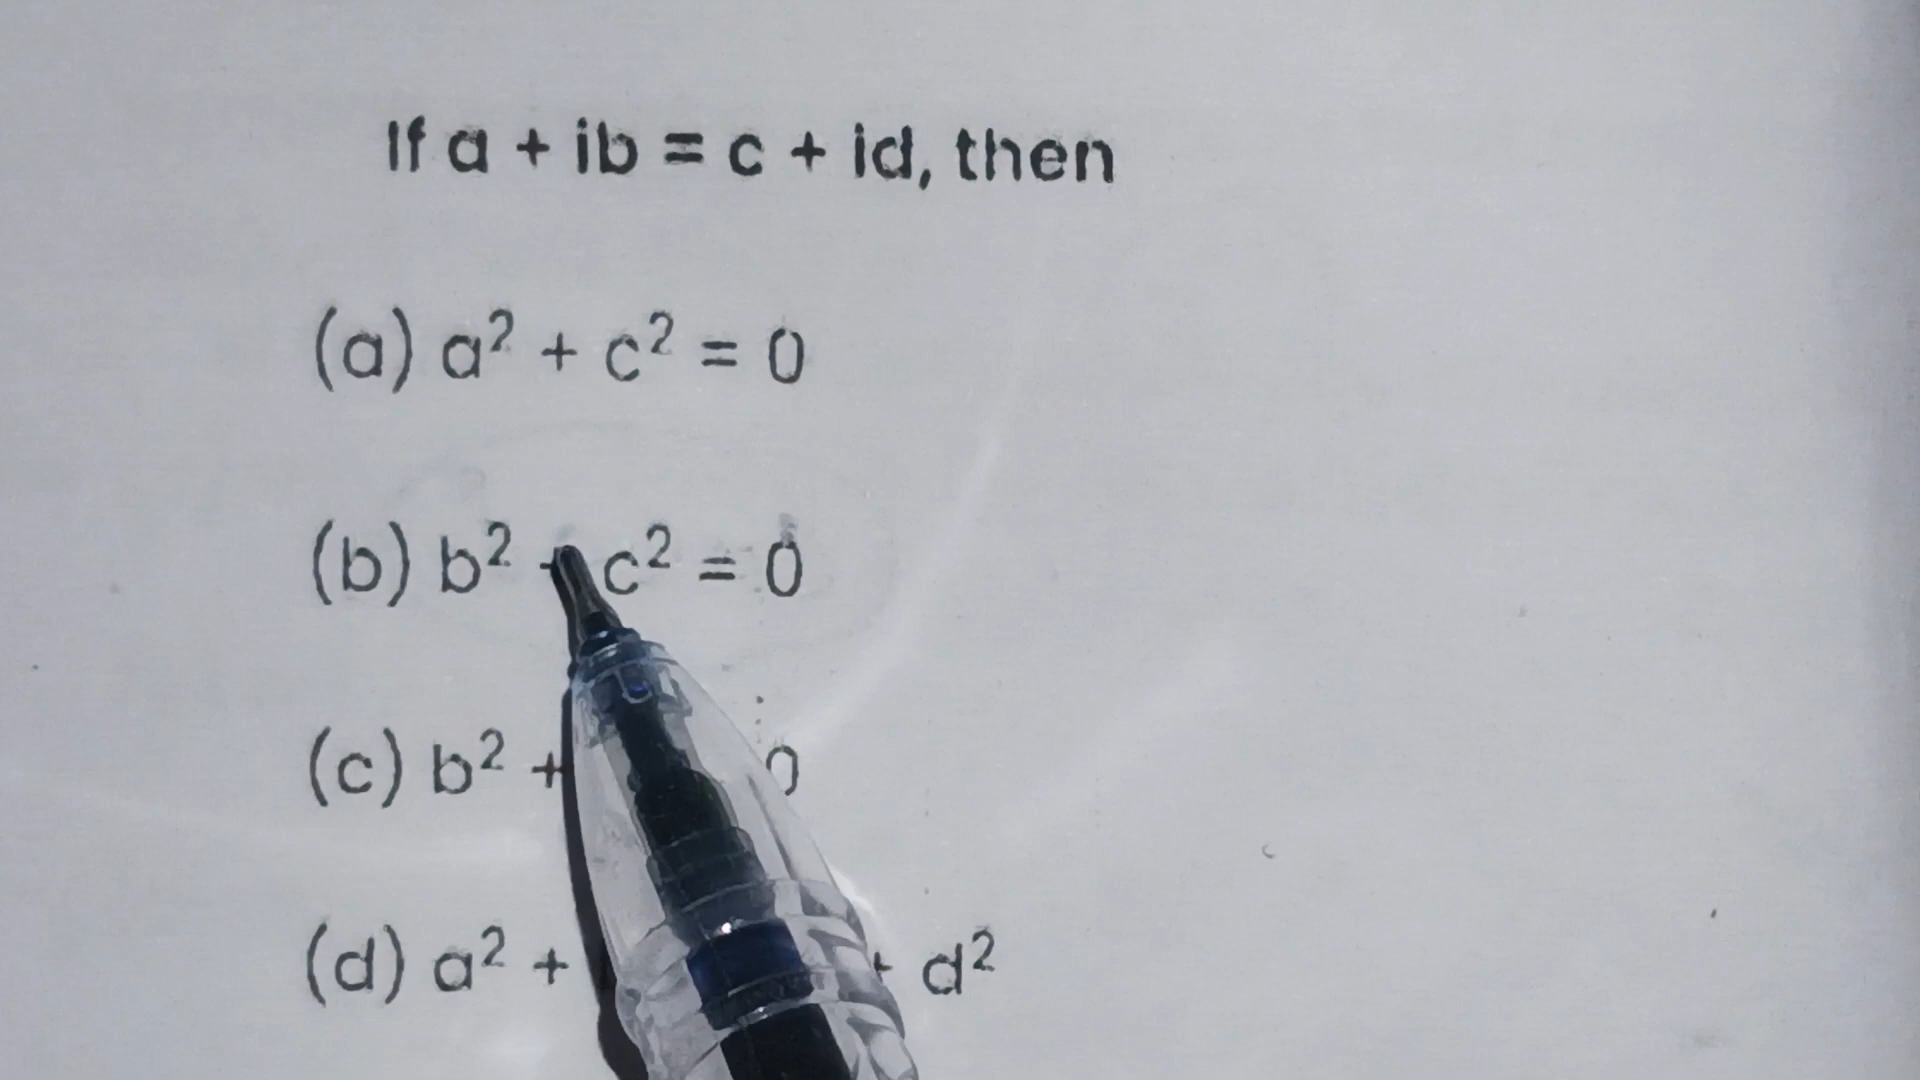 If a + ib = c + id, then
(a) a² + c² = 0
(b) b² + c² = 0
(c) b² + 0
(d) a² + + d²